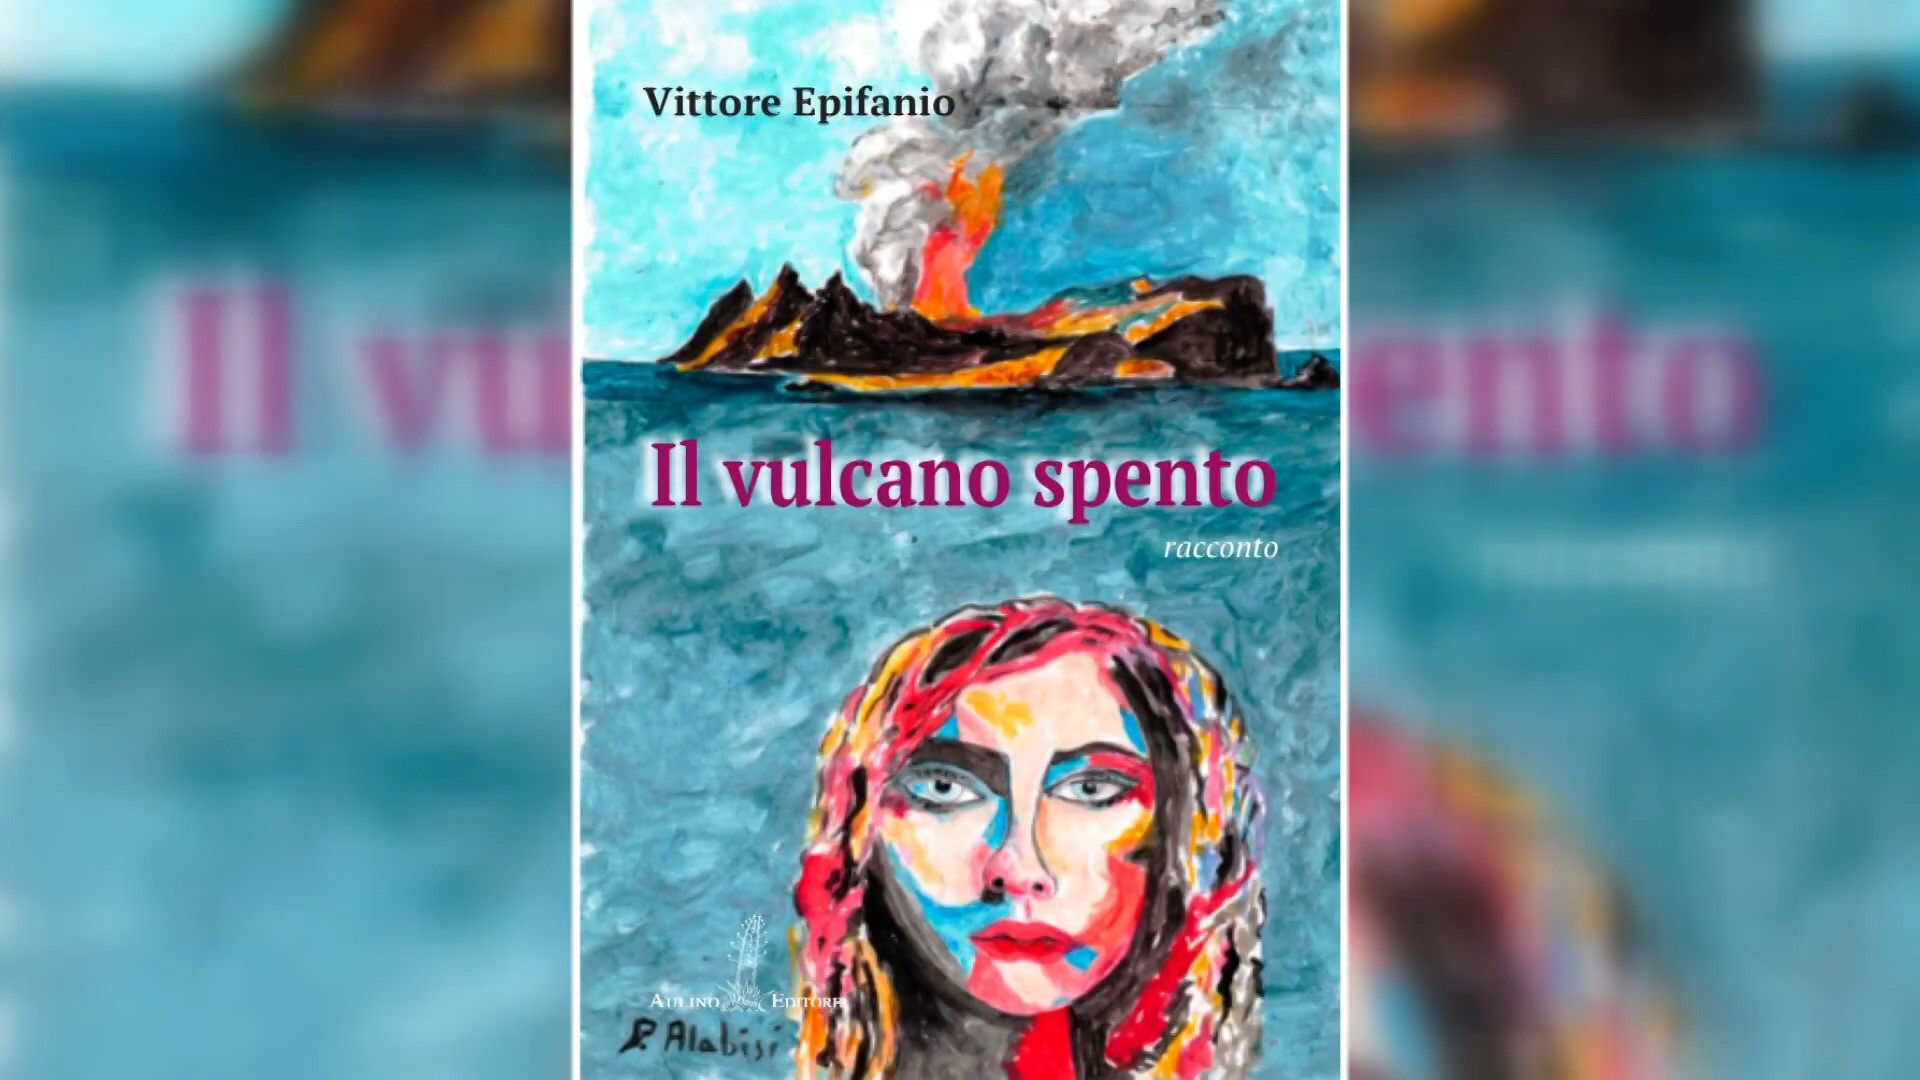 Vittore Epifanio
Il vulcano spento
racconto
AULINO EDITORE
P. Alabisi